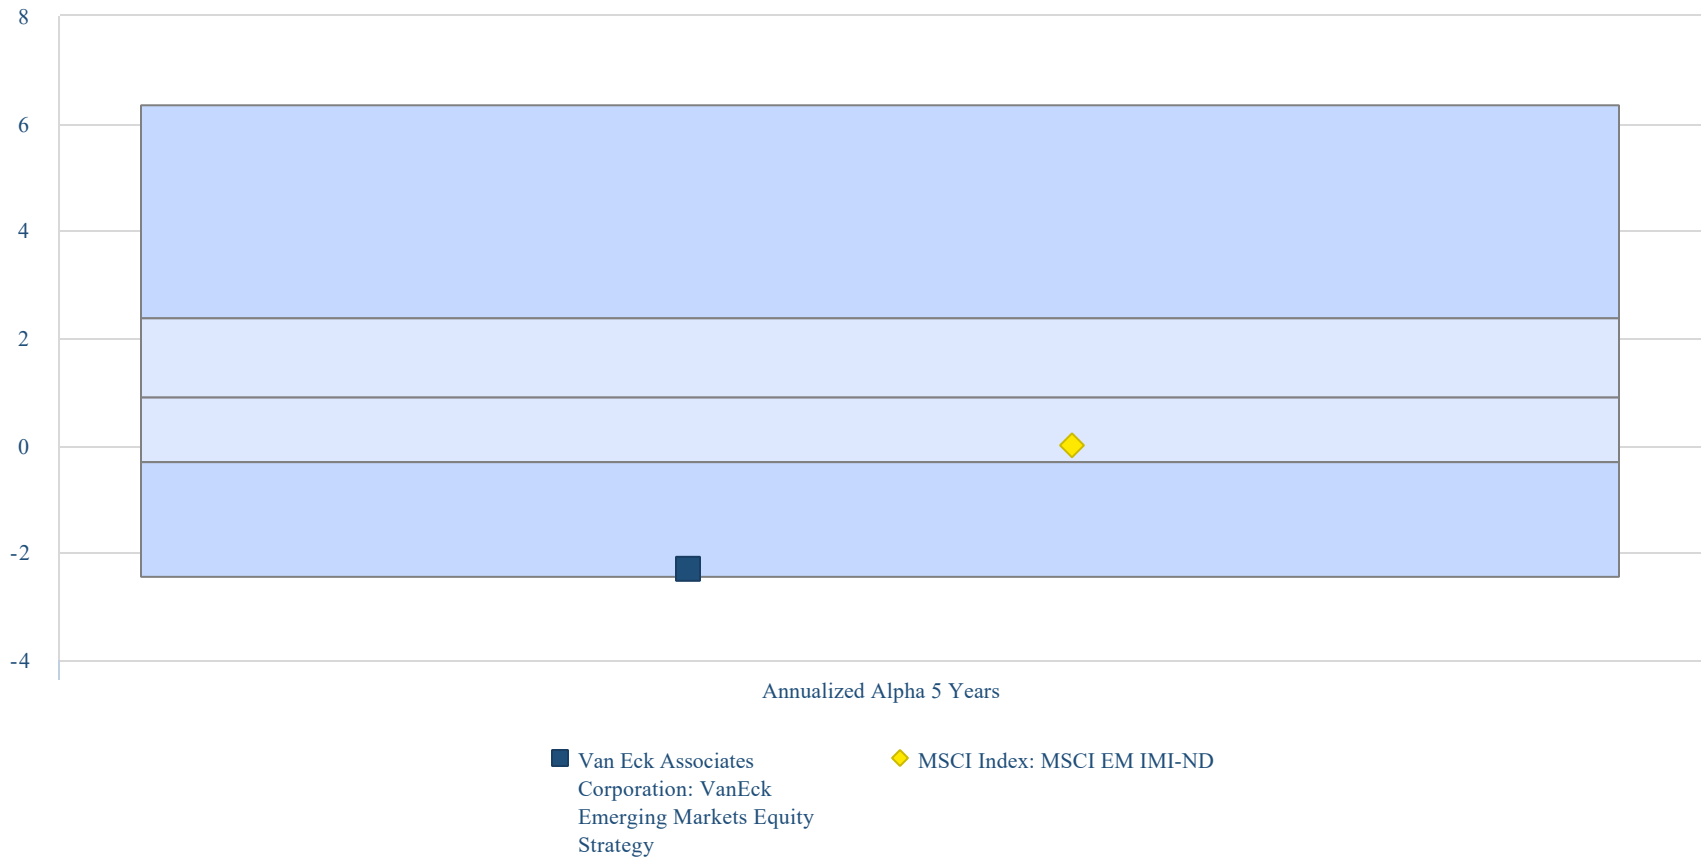 8
6
4
2
0
-2
-4
Annualized Alpha 5 Years
Van Eck Associates
Corporation: VanEck
Emerging Markets Equity
Strategy
MSCI Index: MSCI EM IMI-ND